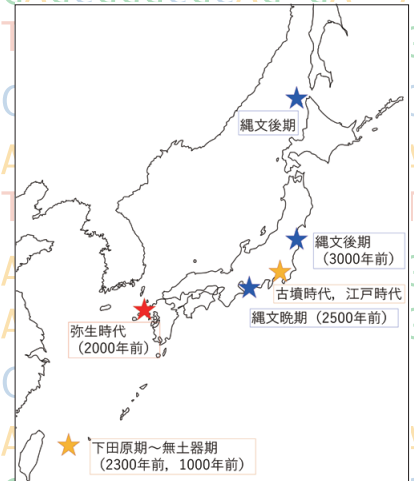 縄文後期
縄文後期
（3000年前）
古墳時代，江戸時代
縄文晩期（2500年前）
弥生時代
（2000年前）
下田原期～無土器期
（2300年前，1000年前）